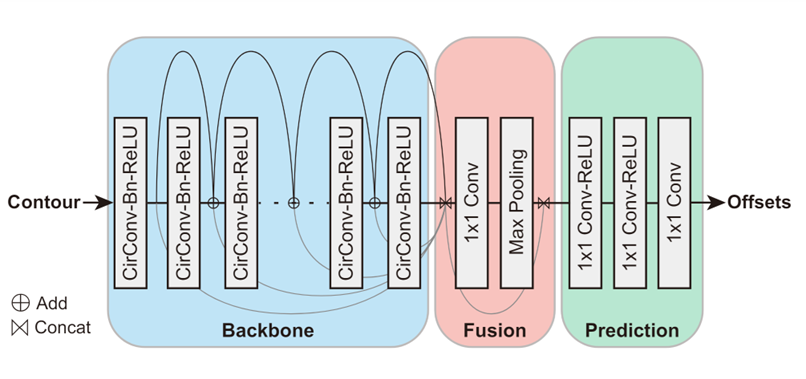 Contour
CirConv-Bn-ReLU
CirConv-Bn-ReLU
CirConv-Bn-ReLU
CirConv-Bn-ReLU
CirConv-Bn-ReLU
1x1 Conv
Max Pooling
1x1 Conv-ReLU
1x1 Conv-ReLU
1x1 Conv
Offsets
Add
Concat
Backbone
Fusion
Prediction